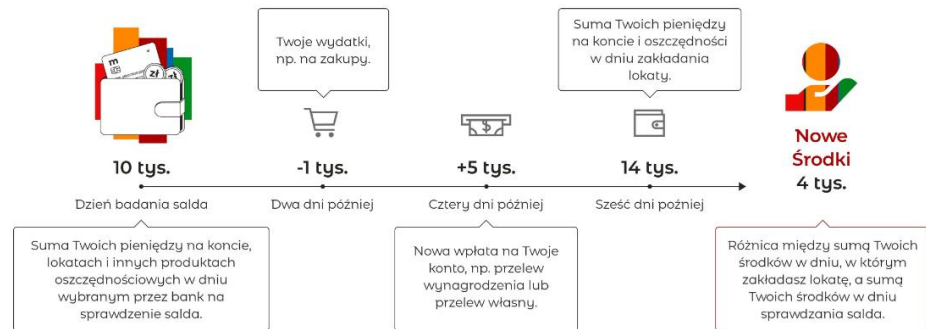 Twoje wydatki,
np. na zakupy.
Suma Twoich pieniędzy
na koncie i oszczędności
w dniu zakładania
lokaty.
m
zł
zł
$
10 tys.
-1 tys.
+5 tys.
14 tys.
Nowe
Środki
4 tys.
Dzień badania salda
Dwa dni później
Cztery dni później
Sześć dni poźniej
Suma Twoich pieniędzy na koncie,
lokatach i innych produktach
oszczędnościowych w dniu
wybranym przez bank na
sprawdzenie salda.
Nowa wpłata na Twoje
konto, np. przelew
wynagrodzenia lub
przelew własny.
Różnica między sumą Twoich
środków w dniu, w którym
zakładasz lokatę, a sumą
Twoich środków w dniu
sprawdzania salda.